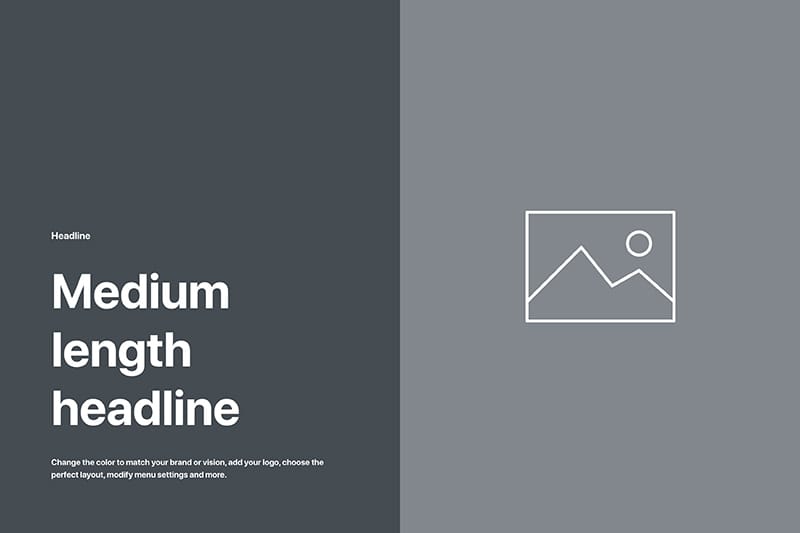 Headline
Medium
length
headline
Change the color to match your brand or vision, add your logo, choose the
perfect layout, modify menu settings and more.